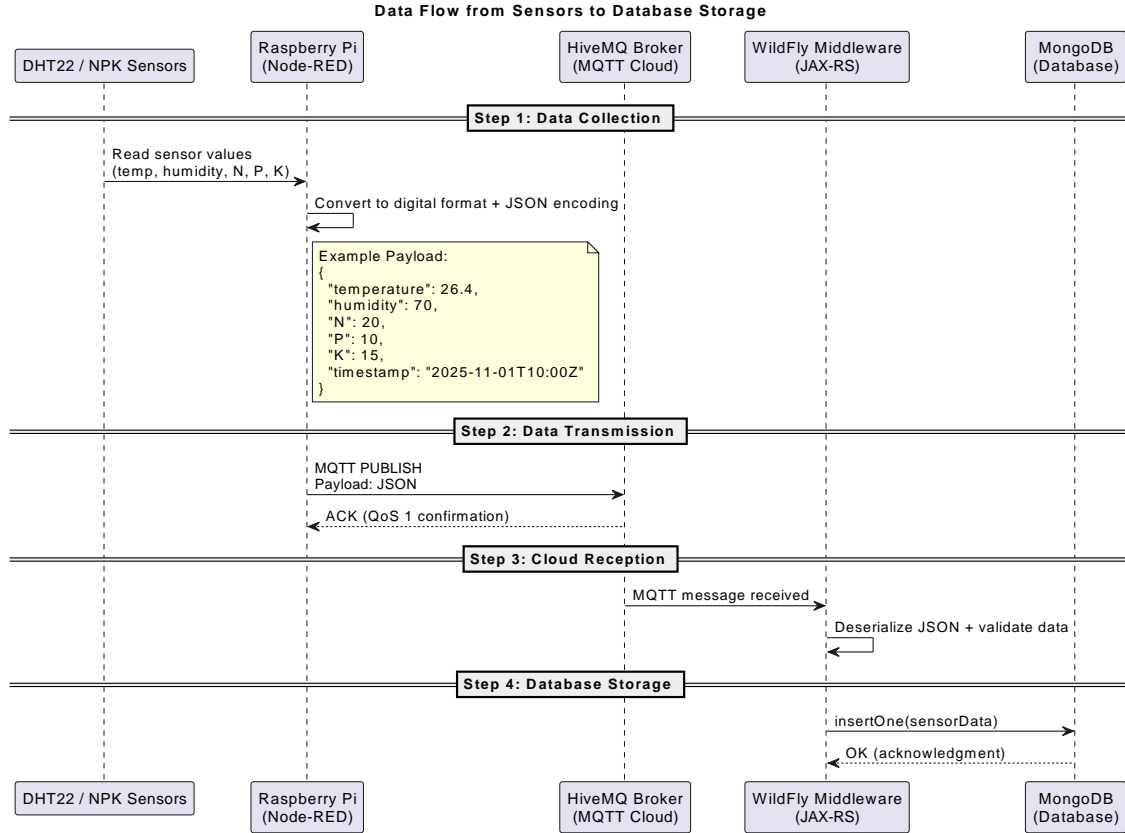 Data Flow from Sensors to Database Storage
DHT22 / NPK Sensors
Raspberry Pi
(Node-RED)
HiveMQ Broker
(MQTT Cloud)
WildFly Middleware
(JAX-RS)
MongoDB
(Database)
Step 1: Data Collection
Read sensor values
(temp, humidity, N, P, K)
Convert to digital format + JSON encoding
Example Payload:
{
"temperature": 26.4,
"humidity": 70,
"N": 20,
"P": 10,
"K": 15,
"timestamp": "2025-11-01T10:00Z"
}
Step 2: Data Transmission
MQTT PUBLISH
Payload: JSON
ACK (QoS 1 confirmation)
Step 3: Cloud Reception
MQTT message received
Deserialize JSON + validate data
Step 4: Database Storage
insertOne(sensorData)
OK (acknowledgment)
DHT22 / NPK Sensors
Raspberry Pi
(Node-RED)
HiveMQ Broker
(MQTT Cloud)
WildFly Middleware
(JAX-RS)
MongoDB
(Database)